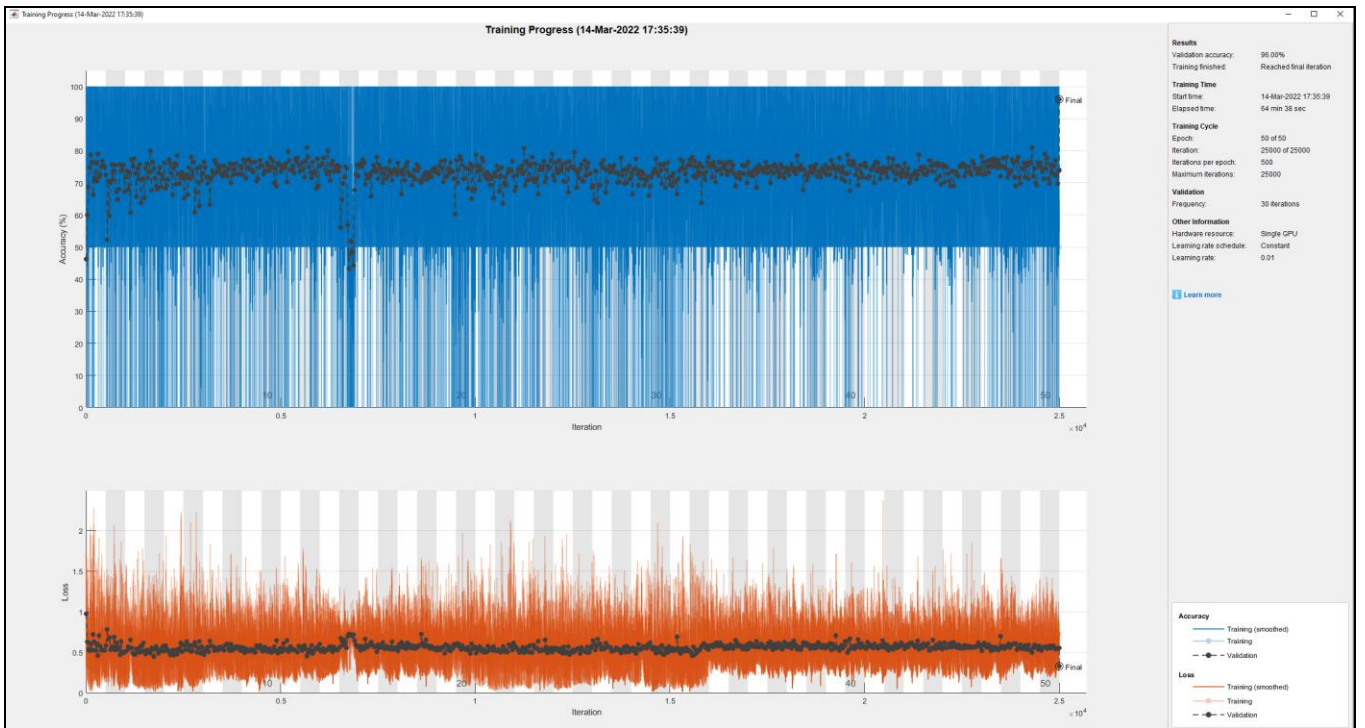 Training Progress (14-Mar-2022 17:35:39)
Training Progress (14-Mar-2022 17:35:39)
Accuracy (%)
100
90
80
70
60
50
40
30
20
10
0
Final
10
20
30
40
50
0
0.5
1
1.5
2
2.5
Iteration
×10⁴
Loss
2
1.5
1
0.5
0
Final
10
20
30
40
50
0
0.5
1
1.5
2
2.5
Iteration
×10⁴
Results
Validation accuracy: 96.00%
Training finished: Reached final iteration
Training Time
Start time: 14-Mar-2022 17:35:39
Elapsed time: 64 min 38 sec
Training Cycle
Epoch: 50 of 50
Iteration: 25000 of 25000
Iterations per epoch: 500
Maximum iterations: 25000
Validation
Frequency: 30 iterations
Other Information
Hardware resource: Single GPU
Learning rate schedule: Constant
Learning rate: 0.01
i Learn more
Accuracy
Training (smoothed)
Training
Validation
Loss
Training (smoothed)
Training
Validation